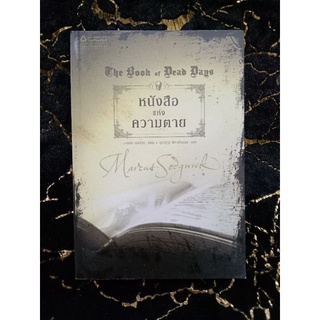 The Book of Dead Days
หนังสือ
แห่ง
ความตาย
Marcus Sedgwick